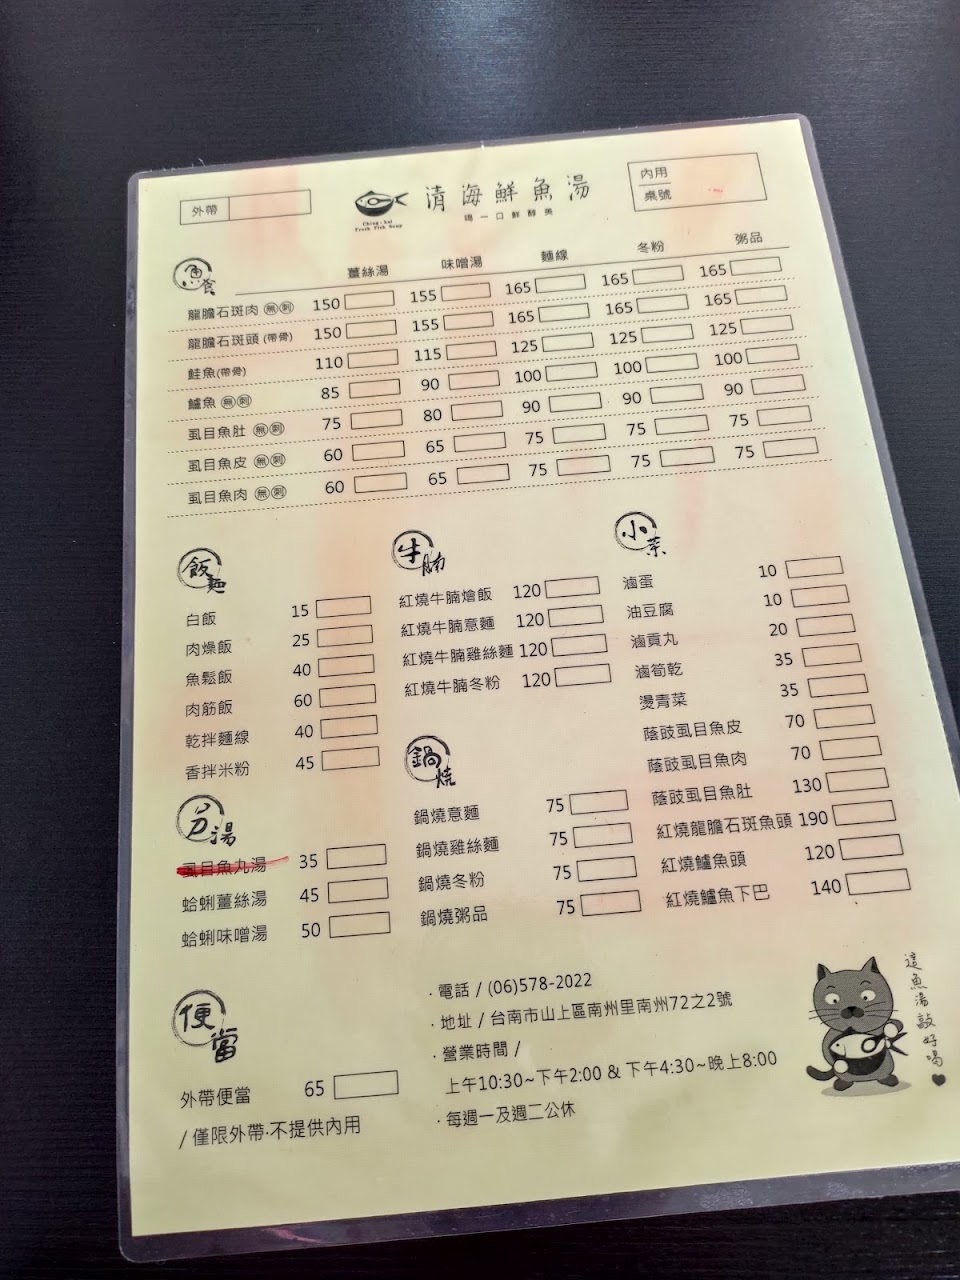 外帶
清海鮮魚湯
喝一口鮮醇美
Ching-hai
Fresh Fish Soup
內用
桌號
魚食
薑絲湯 味噌湯 麵線 冬粉 粥品
龍膽石斑肉 無刺 150 155 165 165 165
龍膽石斑頭 (帶骨) 150 155 165 165 165
鮭魚(帶骨) 110 115 125 125 125
鱸魚 無刺 85 90 100 100 100
虱目魚肚 無刺 75 80 90 90 90
虱目魚皮 無刺 60 65 75 75 75
虱目魚肉 無刺 60 65 75 75 75
飯麵
白飯 15
肉燥飯 25
魚鬆飯 40
肉筋飯 60
乾拌麵線 40
香拌米粉 45
湯
虱目魚丸湯 35
蛤蜊薑絲湯 45
蛤蜊味噌湯 50
便當
外帶便當 65
/ 僅限外帶·不提供內用
牛腩
紅燒牛腩燴飯 120
紅燒牛腩意麵 120
紅燒牛腩雞絲麵 120
紅燒牛腩冬粉 120
鍋燒
鍋燒意麵 75
鍋燒雞絲麵 75
鍋燒冬粉 75
鍋燒粥品 75
小菜
滷蛋 10
油豆腐 10
滷貢丸 20
滷筍乾 35
燙青菜 35
蔭豉虱目魚皮 70
蔭豉虱目魚肉 70
蔭豉虱目魚肚 130
紅燒龍膽石斑魚頭 190
紅燒鱸魚頭 120
紅燒鱸魚下巴 140
· 電話 / (06)578-2022
· 地址 / 台南市山上區南州里南州72之2號
· 營業時間 /
上午10:30~下午2:00 & 下午4:30~晚上8:00
· 每週一及週二公休
這魚湯敲好喝